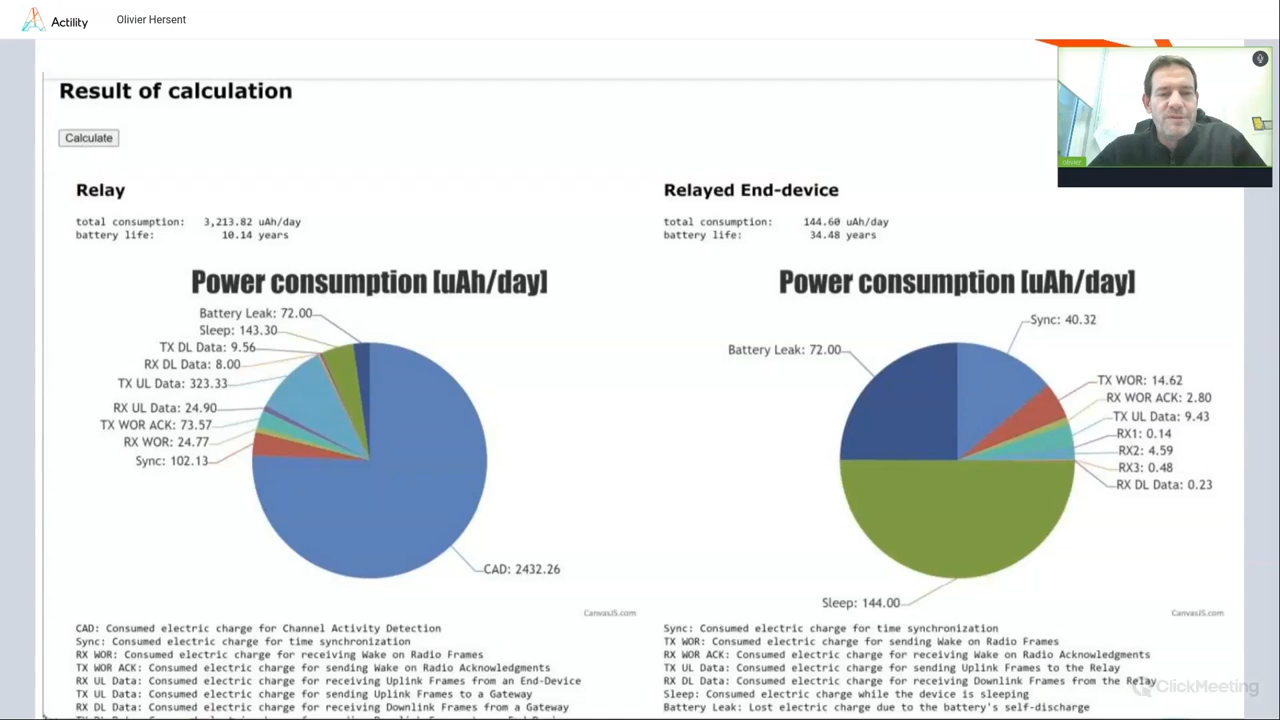 Actility
Olivier Hersent
Result of calculation
Calculate
Relay
total consumption: 3,213.82 uAh/day
battery life: 10.14 years
Power consumption [uAh/day]
Battery Leak: 72.00
Sleep: 143.30
TX DL Data: 9.56
RX DL Data: 8.00
TX UL Data: 323.33
RX UL Data: 24.90
TX WOR ACK: 73.57
RX WOR: 24.77
Sync: 102.13
CAD: 2432.26
CanvasJS.com
CAD: Consumed electric charge for Channel Activity Detection
Sync: Consumed electric charge for time synchronization
RX WOR: Consumed electric charge for receiving Wake on Radio Frames
TX WOR ACK: Consumed electric charge for sending Wake on Radio Acknowledgments
RX UL Data: Consumed electric charge for receiving Uplink Frames from an End-Device
TX UL Data: Consumed electric charge for sending Uplink Frames to a Gateway
RX DL Data: Consumed electric charge for receiving Downlink Frames from a Gateway
Relayed End-device
total consumption: 144.60 uAh/day
battery life: 34.48 years
Power consumption [uAh/day]
Sync: 40.32
Battery Leak: 72.00
TX WOR: 14.62
RX WOR ACK: 2.80
TX UL Data: 9.43
RX1: 0.14
RX2: 4.59
RX3: 0.48
RX DL Data: 0.23
Sleep: 144.00
CanvasJS.com
Sync: Consumed electric charge for time synchronization
TX WOR: Consumed electric charge for sending Wake on Radio Frames
RX WOR ACK: Consumed electric charge for receiving Wake on Radio Acknowledgments
TX UL Data: Consumed electric charge for sending Uplink Frames to the Relay
RX DL Data: Consumed electric charge for receiving Downlink Frames from the Relay
Sleep: Consumed electric charge while the device is sleeping
Battery Leak: Lost electric charge due to the battery's self-discharge
olivier
ClickMeeting